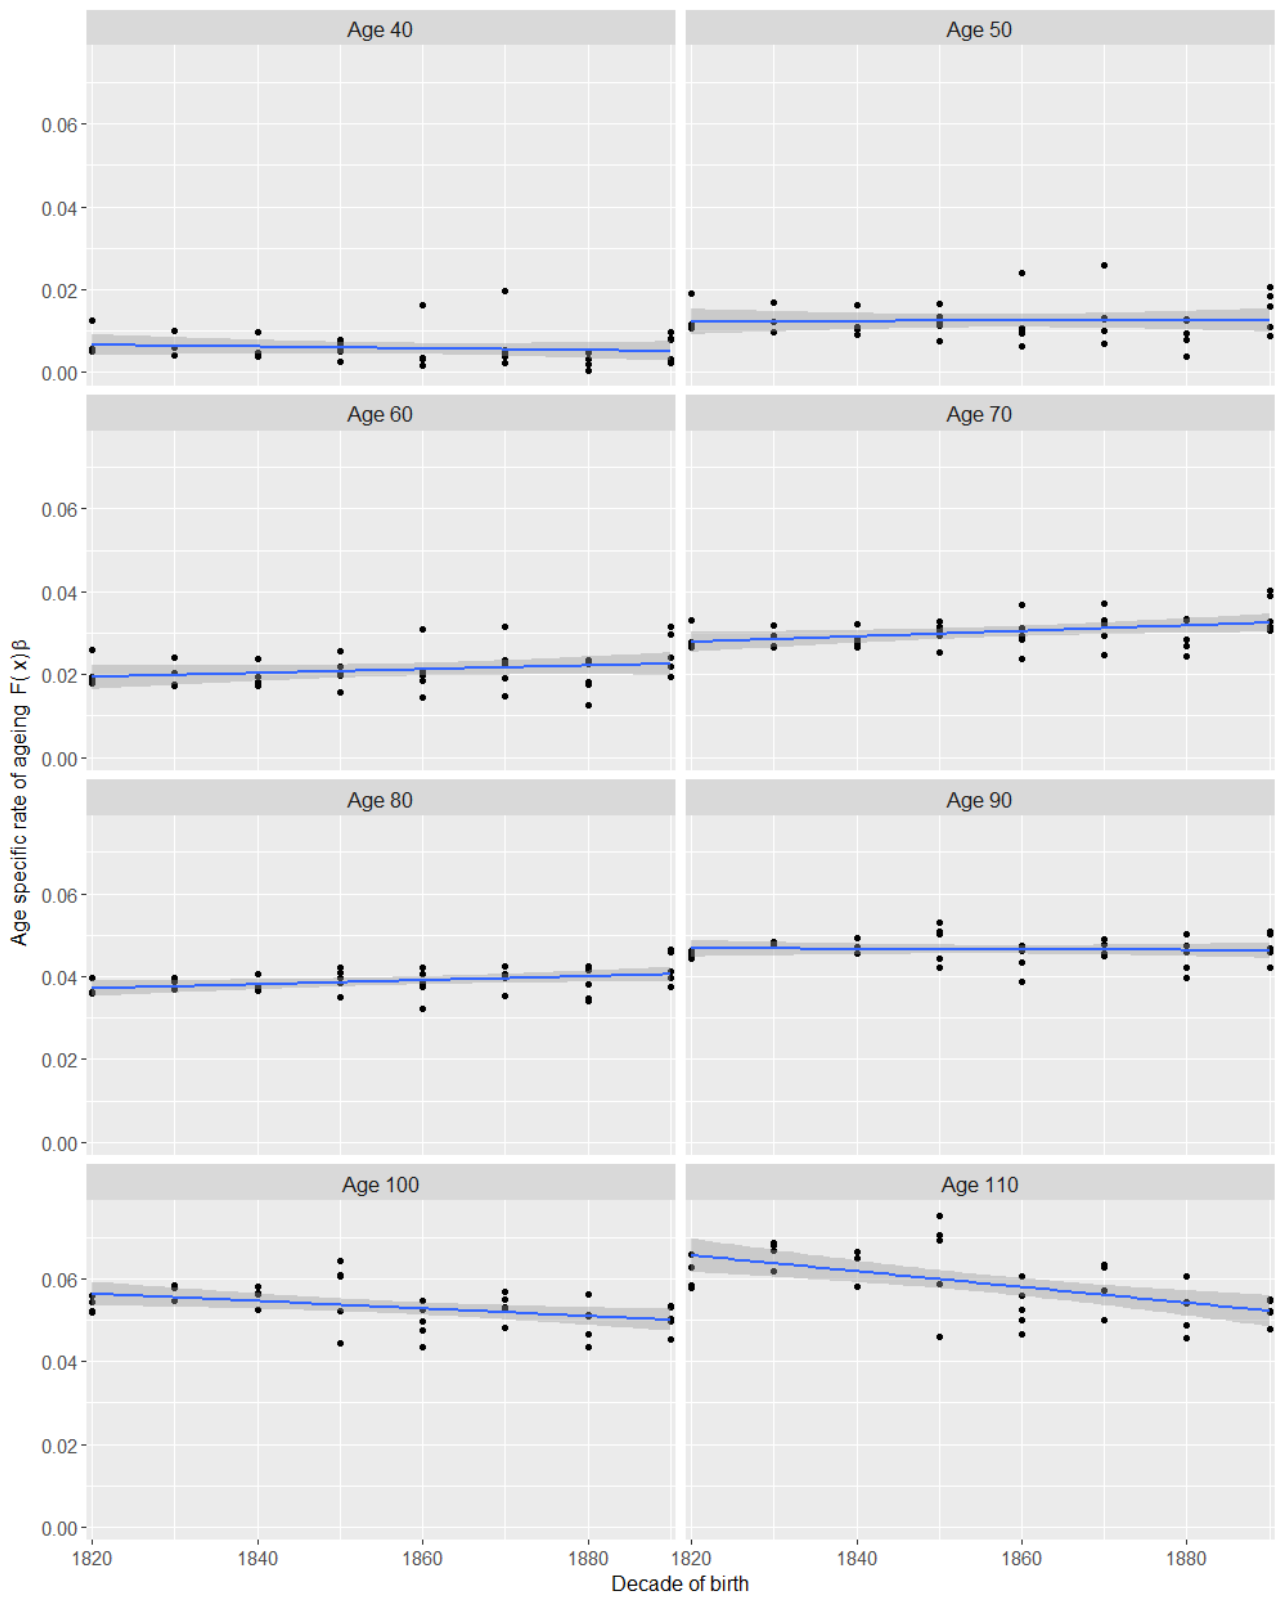 Age 40 Age 50
0.06
0.04
0.02
0.00
Age 60 Age 70
0.06
0.04
0.02
0.00
Age specific rate of ageing F( x) β
Age 80 Age 90
0.06
0.04
0.02
0.00
Age 100 Age 110
0.06
0.04
0.02
0.00
1820 1840 1860 1880 1820 1840 1860 1880
Decade of birth